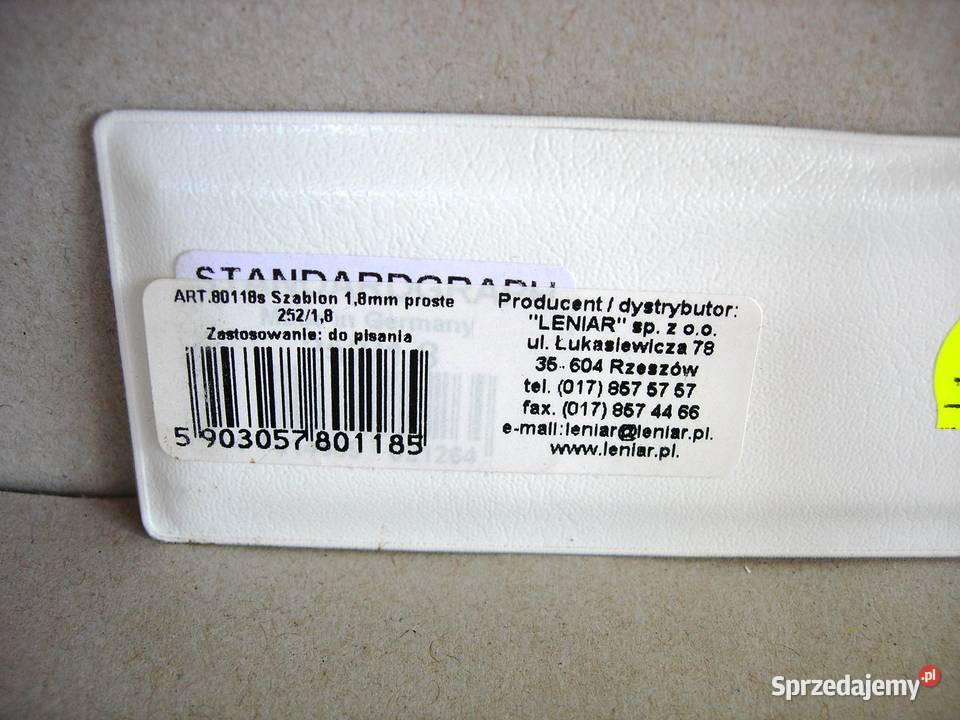 STANDARDGRAPH
ART.80118s Szablon 1,8mm proste
252/1,8
Zastosowanie: do pisania
5 903057 801185
Producent / dystrybutor:
"LENIAR" sp. z o.o.
ul. Łukasiewicza 78
35-604 Rzeszów
tel. (017) 857 57 57
fax. (017) 857 44 66
e-mail:leniar@leniar.pl.
www.leniar.pl.
Germany
Sprzedajemy.pl